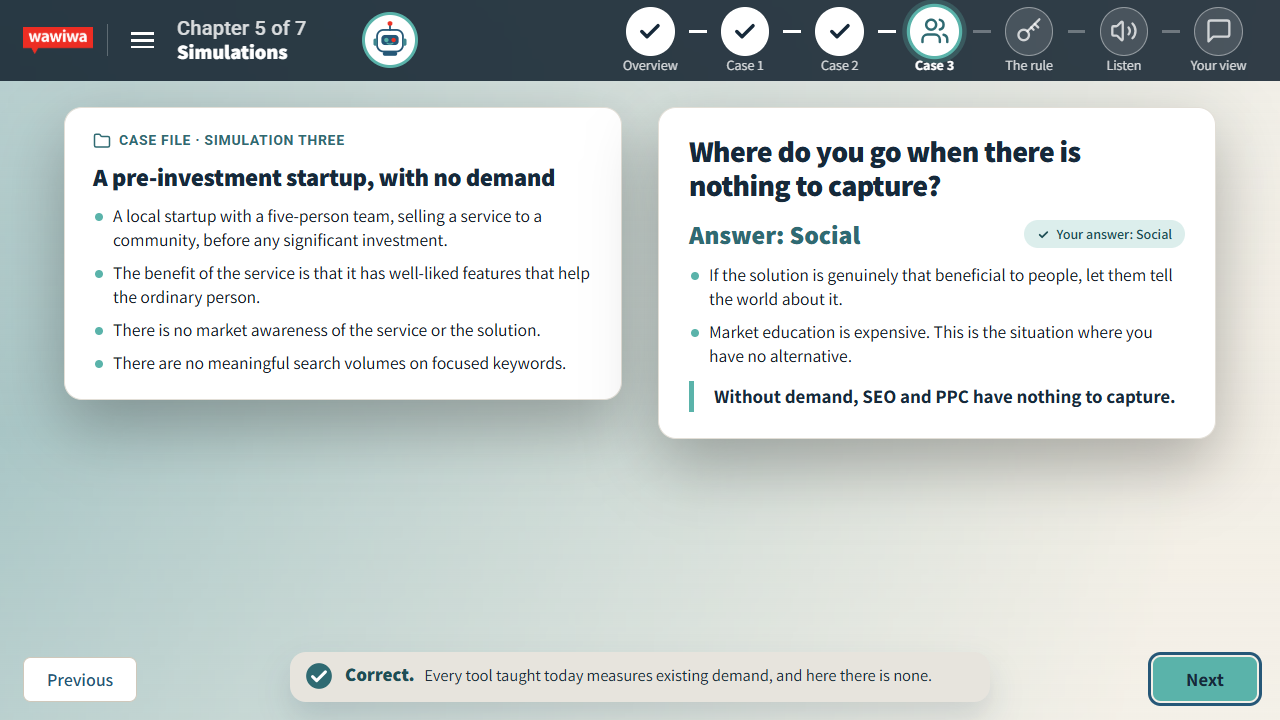 wawiwa
Chapter 5 of 7
Simulations
Overview
Case 1
Case 2
Case 3
The rule
Listen
Your view
CASE FILE · SIMULATION THREE
A pre-investment startup, with no demand
A local startup with a five-person team, selling a service to a
community, before any significant investment.
The benefit of the service is that it has well-liked features that help
the ordinary person.
There is no market awareness of the service or the solution.
There are no meaningful search volumes on focused keywords.
Where do you go when there is
nothing to capture?
Answer: Social
Your answer: Social
If the solution is genuinely that beneficial to people, let them tell
the world about it.
Market education is expensive. This is the situation where you
have no alternative.
Without demand, SEO and PPC have nothing to capture.
Previous
Correct. Every tool taught today measures existing demand, and here there is none.
Next